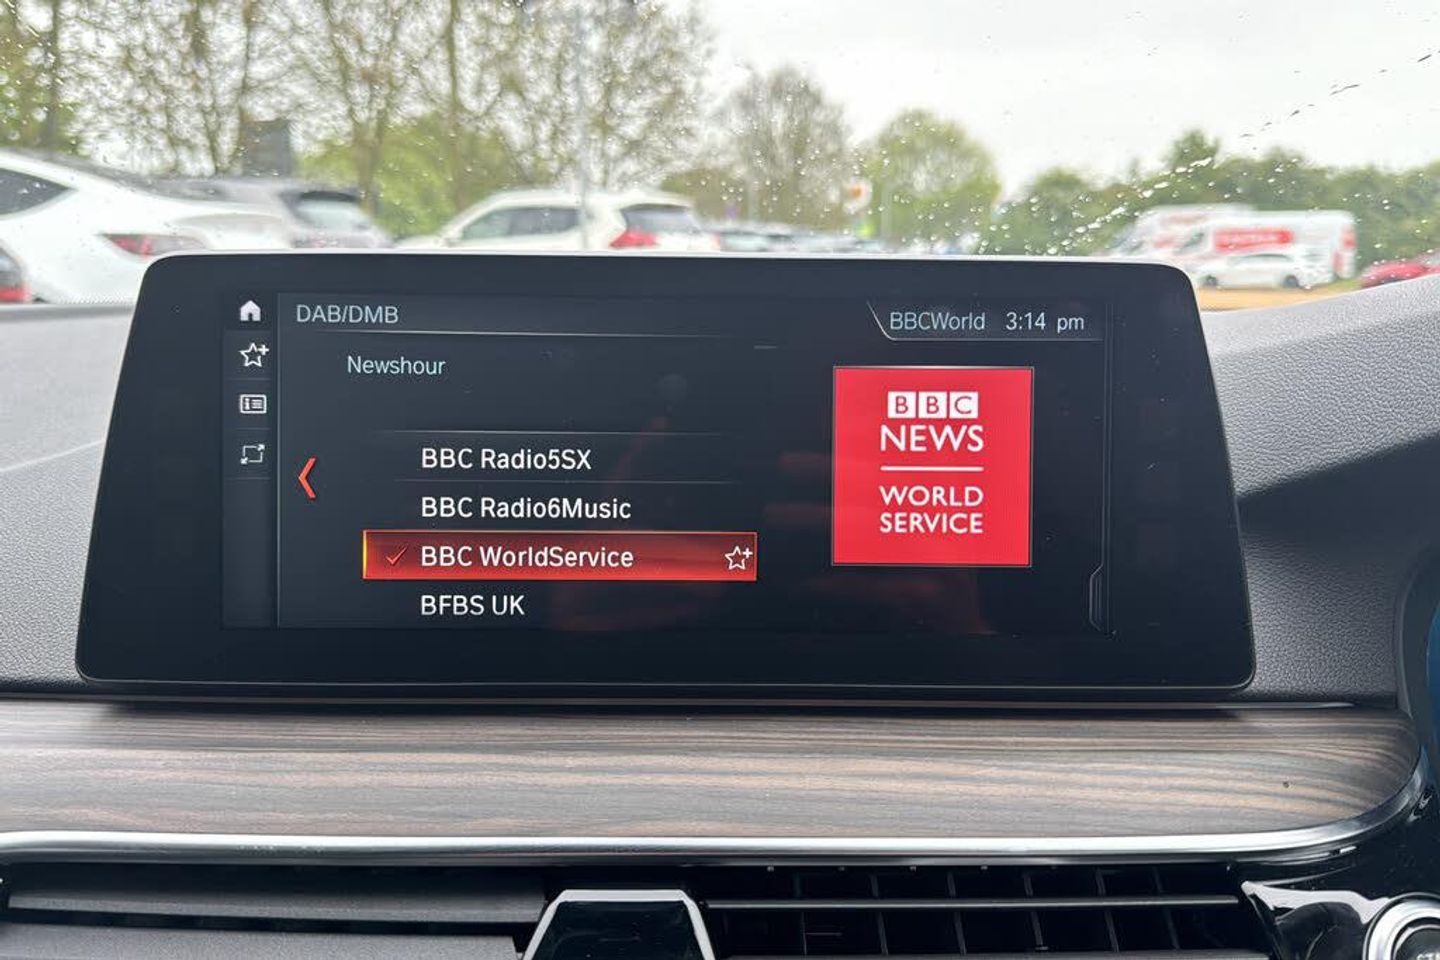 DAB/DMB
BBCWorld 3:14 pm
Newshour
BBC Radio5SX
BBC Radio6Music
BBC WorldService
BFBS UK
BBC
NEWS
WORLD
SERVICE